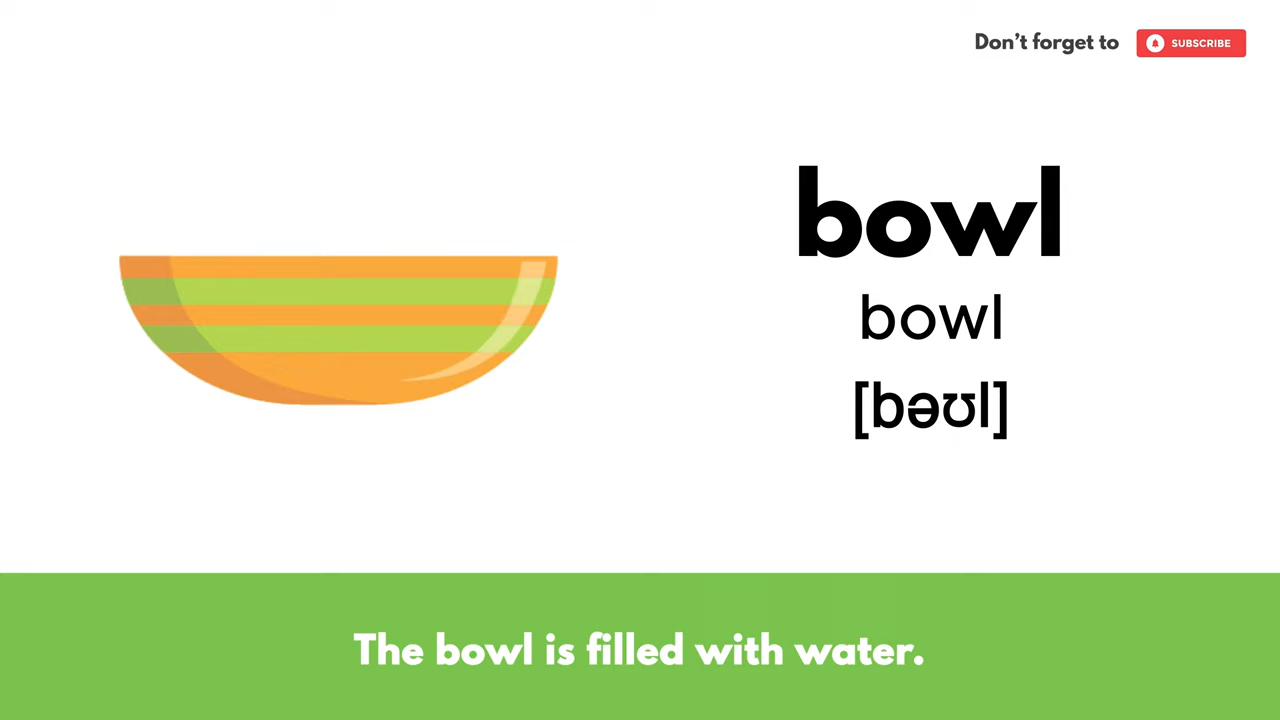 Don't forget to SUBSCRIBE
bowl
bowl
[bəʊl]
The bowl is filled with water.